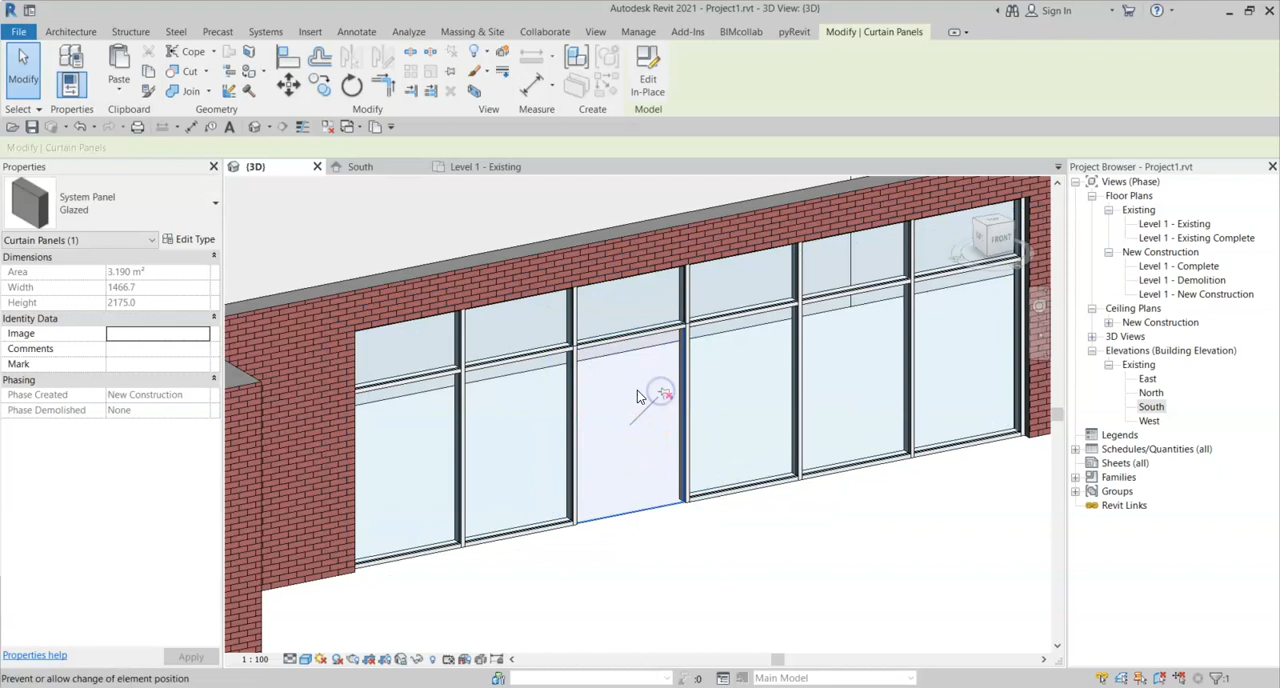 Autodesk Revit 2021 - Project1.rvt - 3D View: {3D}
Sign In
File Architecture Structure Steel Precast Systems Insert Annotate Analyze Massing & Site Collaborate View Manage Add-Ins BIMcollab pyRevit Modify | Curtain Panels
Modify
Paste
Cope
Cut
Join
Edit
In-Place
Select Properties Clipboard Geometry Modify View Measure Create Model
Modify | Curtain Panels
Properties
(3D)
South
Level 1 - Existing
Project Browser - Project1.rvt
System Panel
Glazed
Curtain Panels (1)
Edit Type
Dimensions
Area 3.190 m²
Width 1466.7
Height 2175.0
Identity Data
Image
Comments
Mark
Phasing
Phase Created New Construction
Phase Demolished None
Properties help
Apply
FRONT
Views (Phase)
Floor Plans
Existing
Level 1 - Existing
Level 1 - Existing Complete
New Construction
Level 1 - Complete
Level 1 - Demolition
Level 1 - New Construction
Ceiling Plans
New Construction
3D Views
Elevations (Building Elevation)
Existing
East
North
South
West
Legends
Schedules/Quantities (all)
Sheets (all)
Families
Groups
Revit Links
1 : 100
Prevent or allow change of element position
:0
Main Model
:1